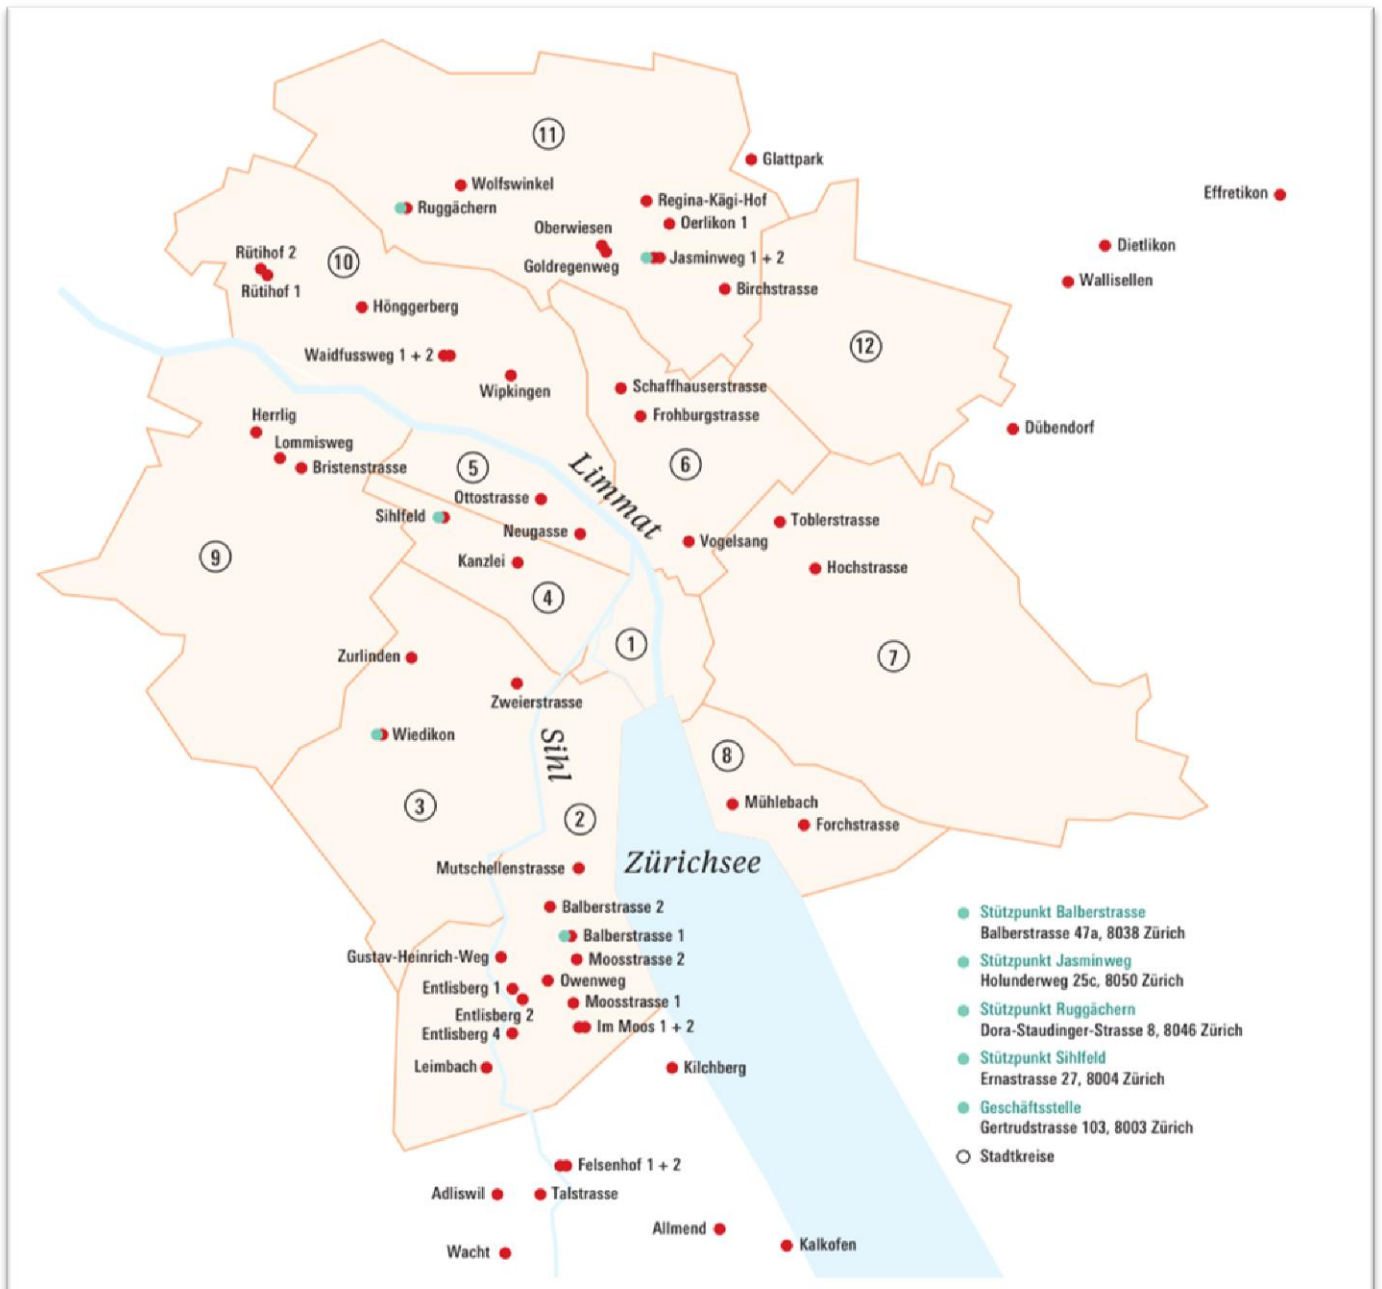 11
Glattpark
Wolfswinkel
Effretikon
Regina-Kägi-Hof
Ruggächern
Oerlikon 1
Oberwiesen
Dietlikon
Rütihof 2
10
Jasminweg 1 + 2
Goldregenweg
Wallisellen
Rütihof 1
Birchstrasse
Hönggerberg
12
Waidfussweg 1 + 2
Wipkingen
Schaffhauserstrasse
Herrlig
Frohburgstrasse
Dübendorf
Lommisweg
Bristenstrasse
5
6
Limmat
Ottostrasse
Sihlfeld
Toblerstrasse
Neugasse
Vogelsang
9
Kanzlei
Hochstrasse
4
1
7
Zurlinden
Zweierstrasse
Wiedikon
Sihl
8
3
Mühlebach
2
Forchstrasse
Zürichsee
Mutschellenstrasse
Balberstrasse 2
Balberstrasse 1
Gustav-Heinrich-Weg
Moosstrasse 2
Owenweg
Entlisberg 1
Moosstrasse 1
Entlisberg 2
Im Moos 1 + 2
Entlisberg 4
Leimbach
Kilchberg
Felsenhof 1 + 2
Adliswil
Talstrasse
Allmend
Kalkofen
Wacht
Stützpunkt Balberstrasse
Balberstrasse 47a, 8038 Zürich
Stützpunkt Jasminweg
Holunderweg 25c, 8050 Zürich
Stützpunkt Ruggächern
Dora-Staudinger-Strasse 8, 8046 Zürich
Stützpunkt Sihlfeld
Ernastrasse 27, 8004 Zürich
Geschäftsstelle
Gertrudstrasse 103, 8003 Zürich
Stadtkreise